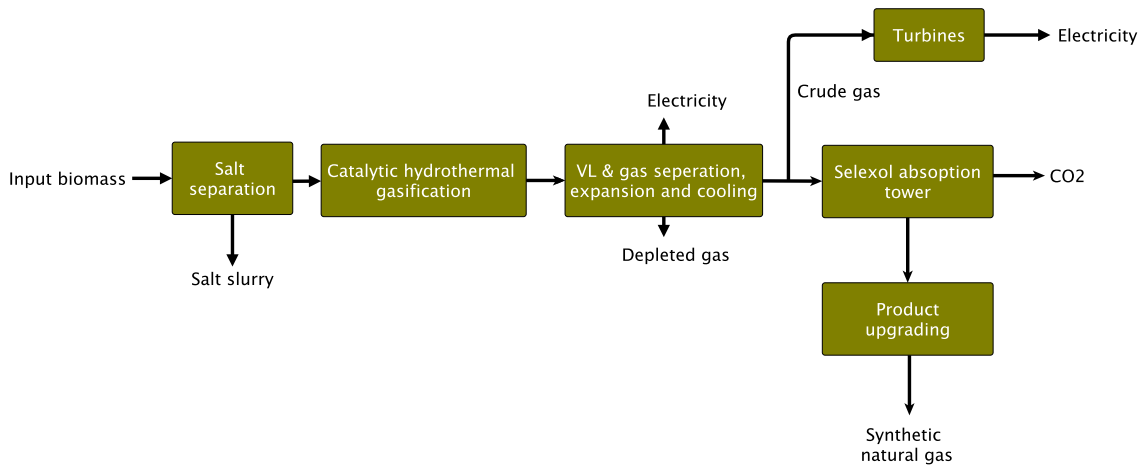 Turbines
Electricity
Crude gas
Electricity
Input biomass
Salt
separation
Catalytic hydrothermal
gasification
VL & gas seperation,
expansion and cooling
Selexol absoption
tower
CO2
Depleted gas
Salt slurry
Product
upgrading
Synthetic
natural gas